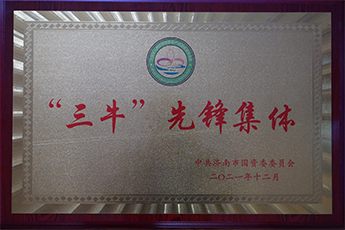 “三牛”先锋集体
中共济南市国资委委员会
二〇二一年十二月